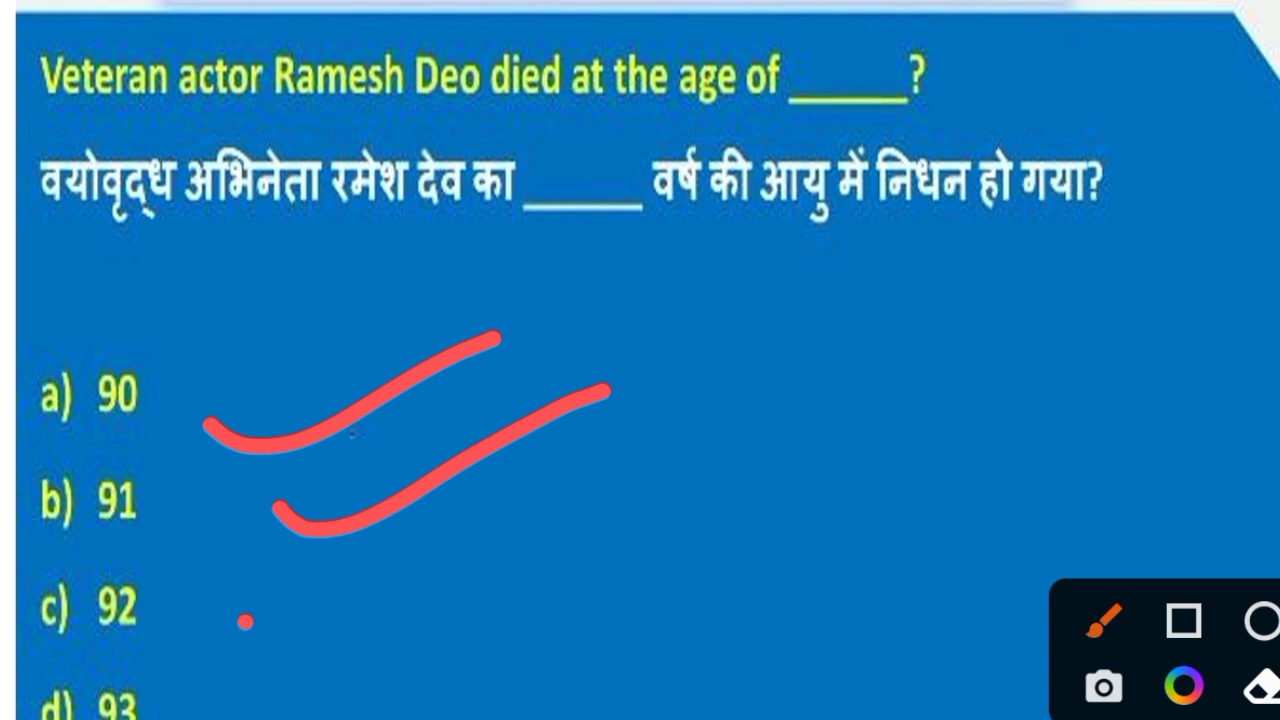 Veteran actor Ramesh Deo died at the age of ______?
वयोवृद्ध अभिनेता रमेश देव का ______ वर्ष की आयु में निधन हो गया?
a) 90
b) 91
c) 92
d) 93